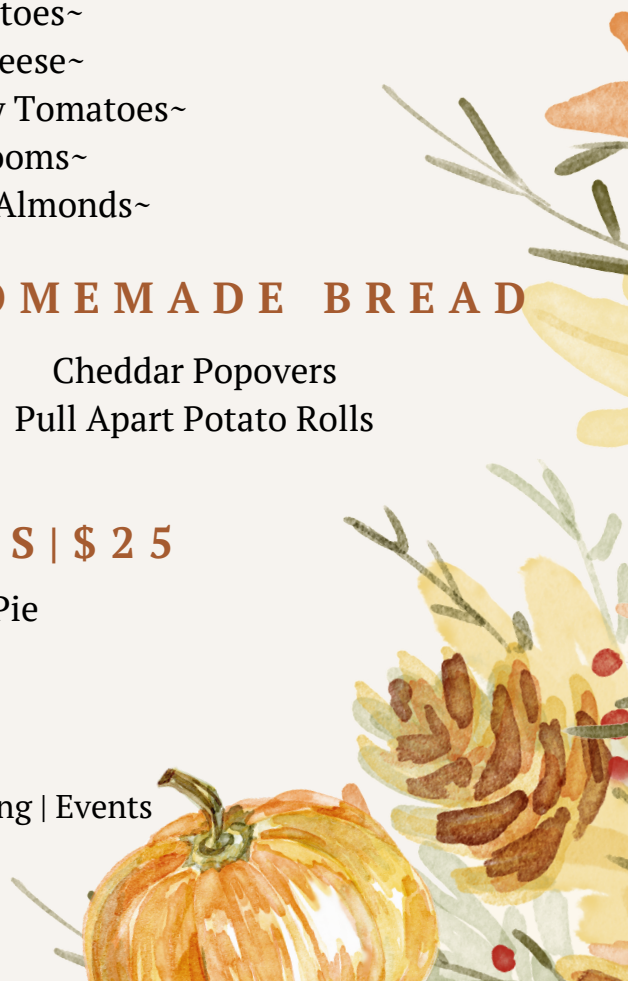 toes~
eese~
Tomatoes~
ooms~
Almonds~
OMEMADE BREAD
Cheddar Popovers
Pull Apart Potato Rolls
S|$25
Pie
ng | Events